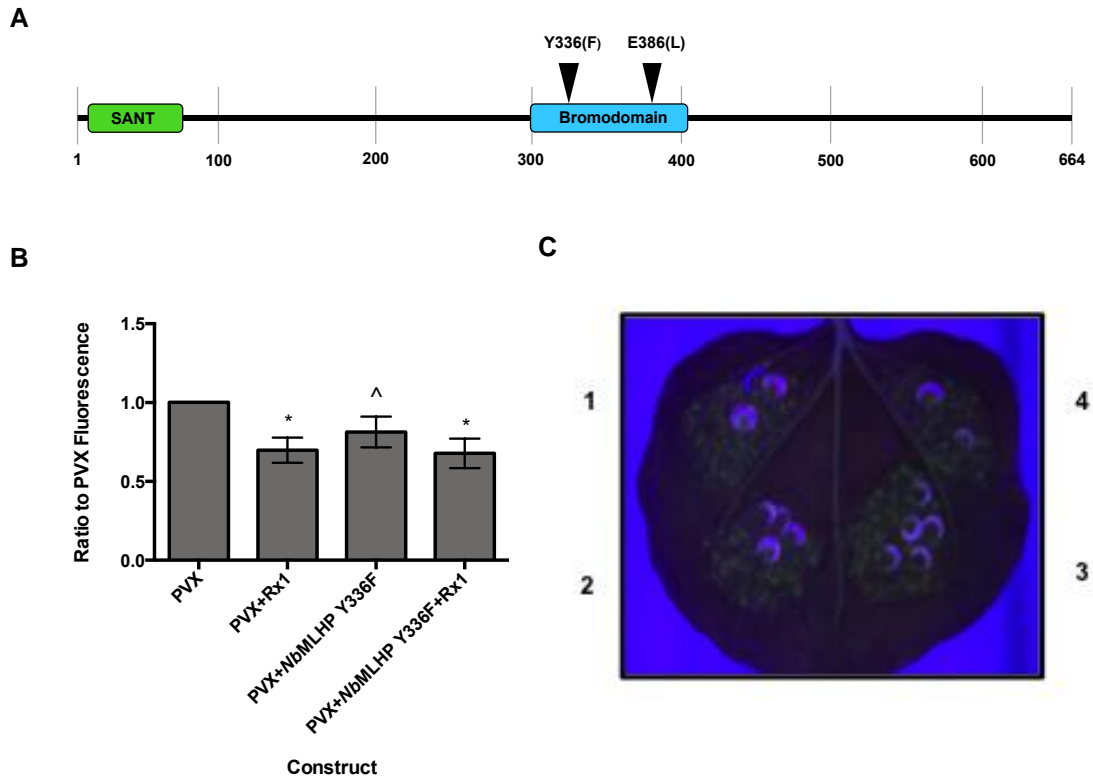 A
Y336(F) E386(L)
SANT Bromodomain
1 100 200 300 400 500 600 664
B
C
Ratio to PVX Fluorescence
1.5
1.0
0.5
0.0
* ^ *
PVX
PVX+Rx1
PVX+NbMLHP Y336F
PVX+NbMLHP Y336F+Rx1
Construct
1
4
2
3